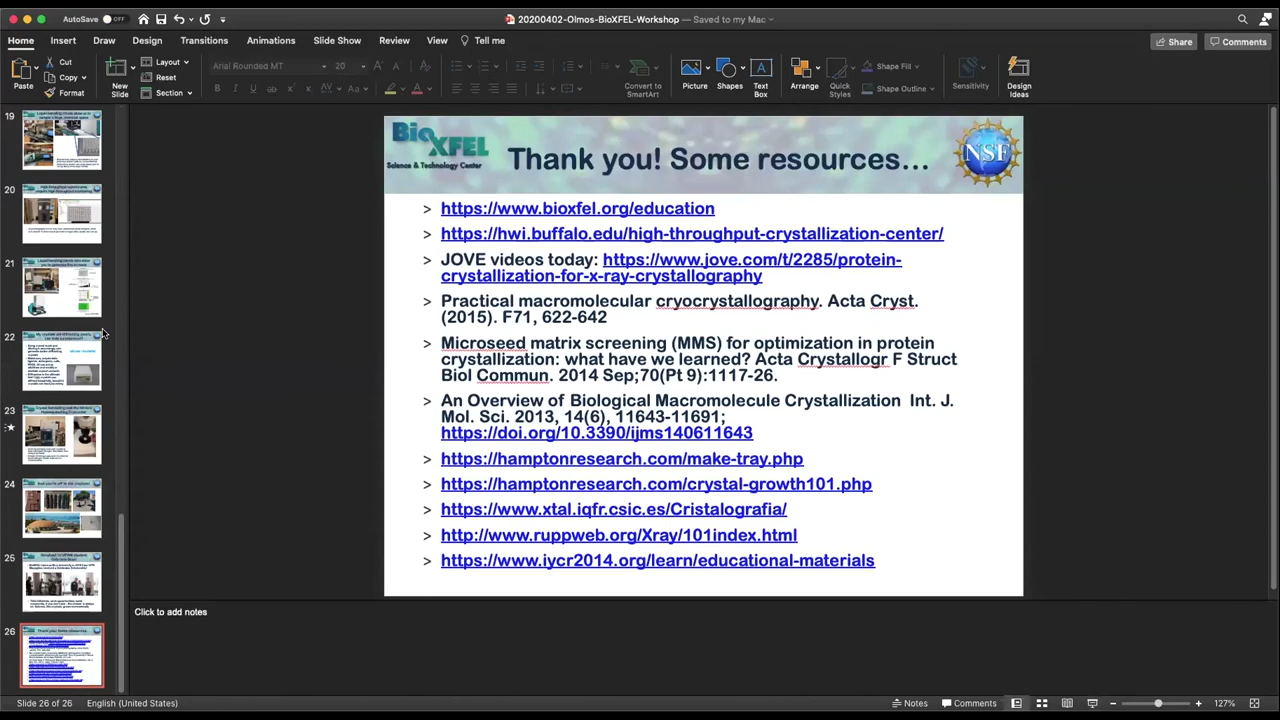 AutoSave OFF
20200402-Olmos-BioXFEL-Workshop — Saved to my Mac
Home Insert Draw Design Transitions Animations Slide Show Review View Tell me
Share Comments
Paste
Cut
Copy
Format
New Slide
Layout
Reset
Section
Arial Rounded MT 20
Convert to SmartArt
Picture
Shapes
Text Box
Arrange
Quick Styles
Shape Fill
Shape Outline
Sensitivity
Design Ideas
19
20
21
22
23
24
25
26
Thank you! Some resources...
BioXFEL
Science & Technology Center
Thank you! Some resources...
NSF
> https://www.bioxfel.org/education
> https://hwi.buffalo.edu/high-throughput-crystallization-center/
> JOVE videos today: https://www.jove.com/t/2285/protein-
crystallization-for-x-ray-crystallography
> Practical macromolecular cryocrystallography. Acta Cryst.
(2015). F71, 622-642
> Microseed matrix screening (MMS) for optimization in protein
crystallization: what have we learned? Acta Crystallogr F Struct
Biol Commun. 2014 Sep;70(Pt 9):1117-26.
> An Overview of Biological Macromolecule Crystallization Int. J.
Mol. Sci. 2013, 14(6), 11643-11691;
https://doi.org/10.3390/ijms140611643
> https://hamptonresearch.com/make-tray.php
> https://hamptonresearch.com/crystal-growth101.php
> https://www.xtal.iqfr.csic.es/Cristalografia/
> http://www.ruppweb.org/Xray/101index.html
> https://www.iycr2014.org/learn/educational-materials
Click to add notes
Slide 26 of 26 English (United States)
Notes Comments 127%